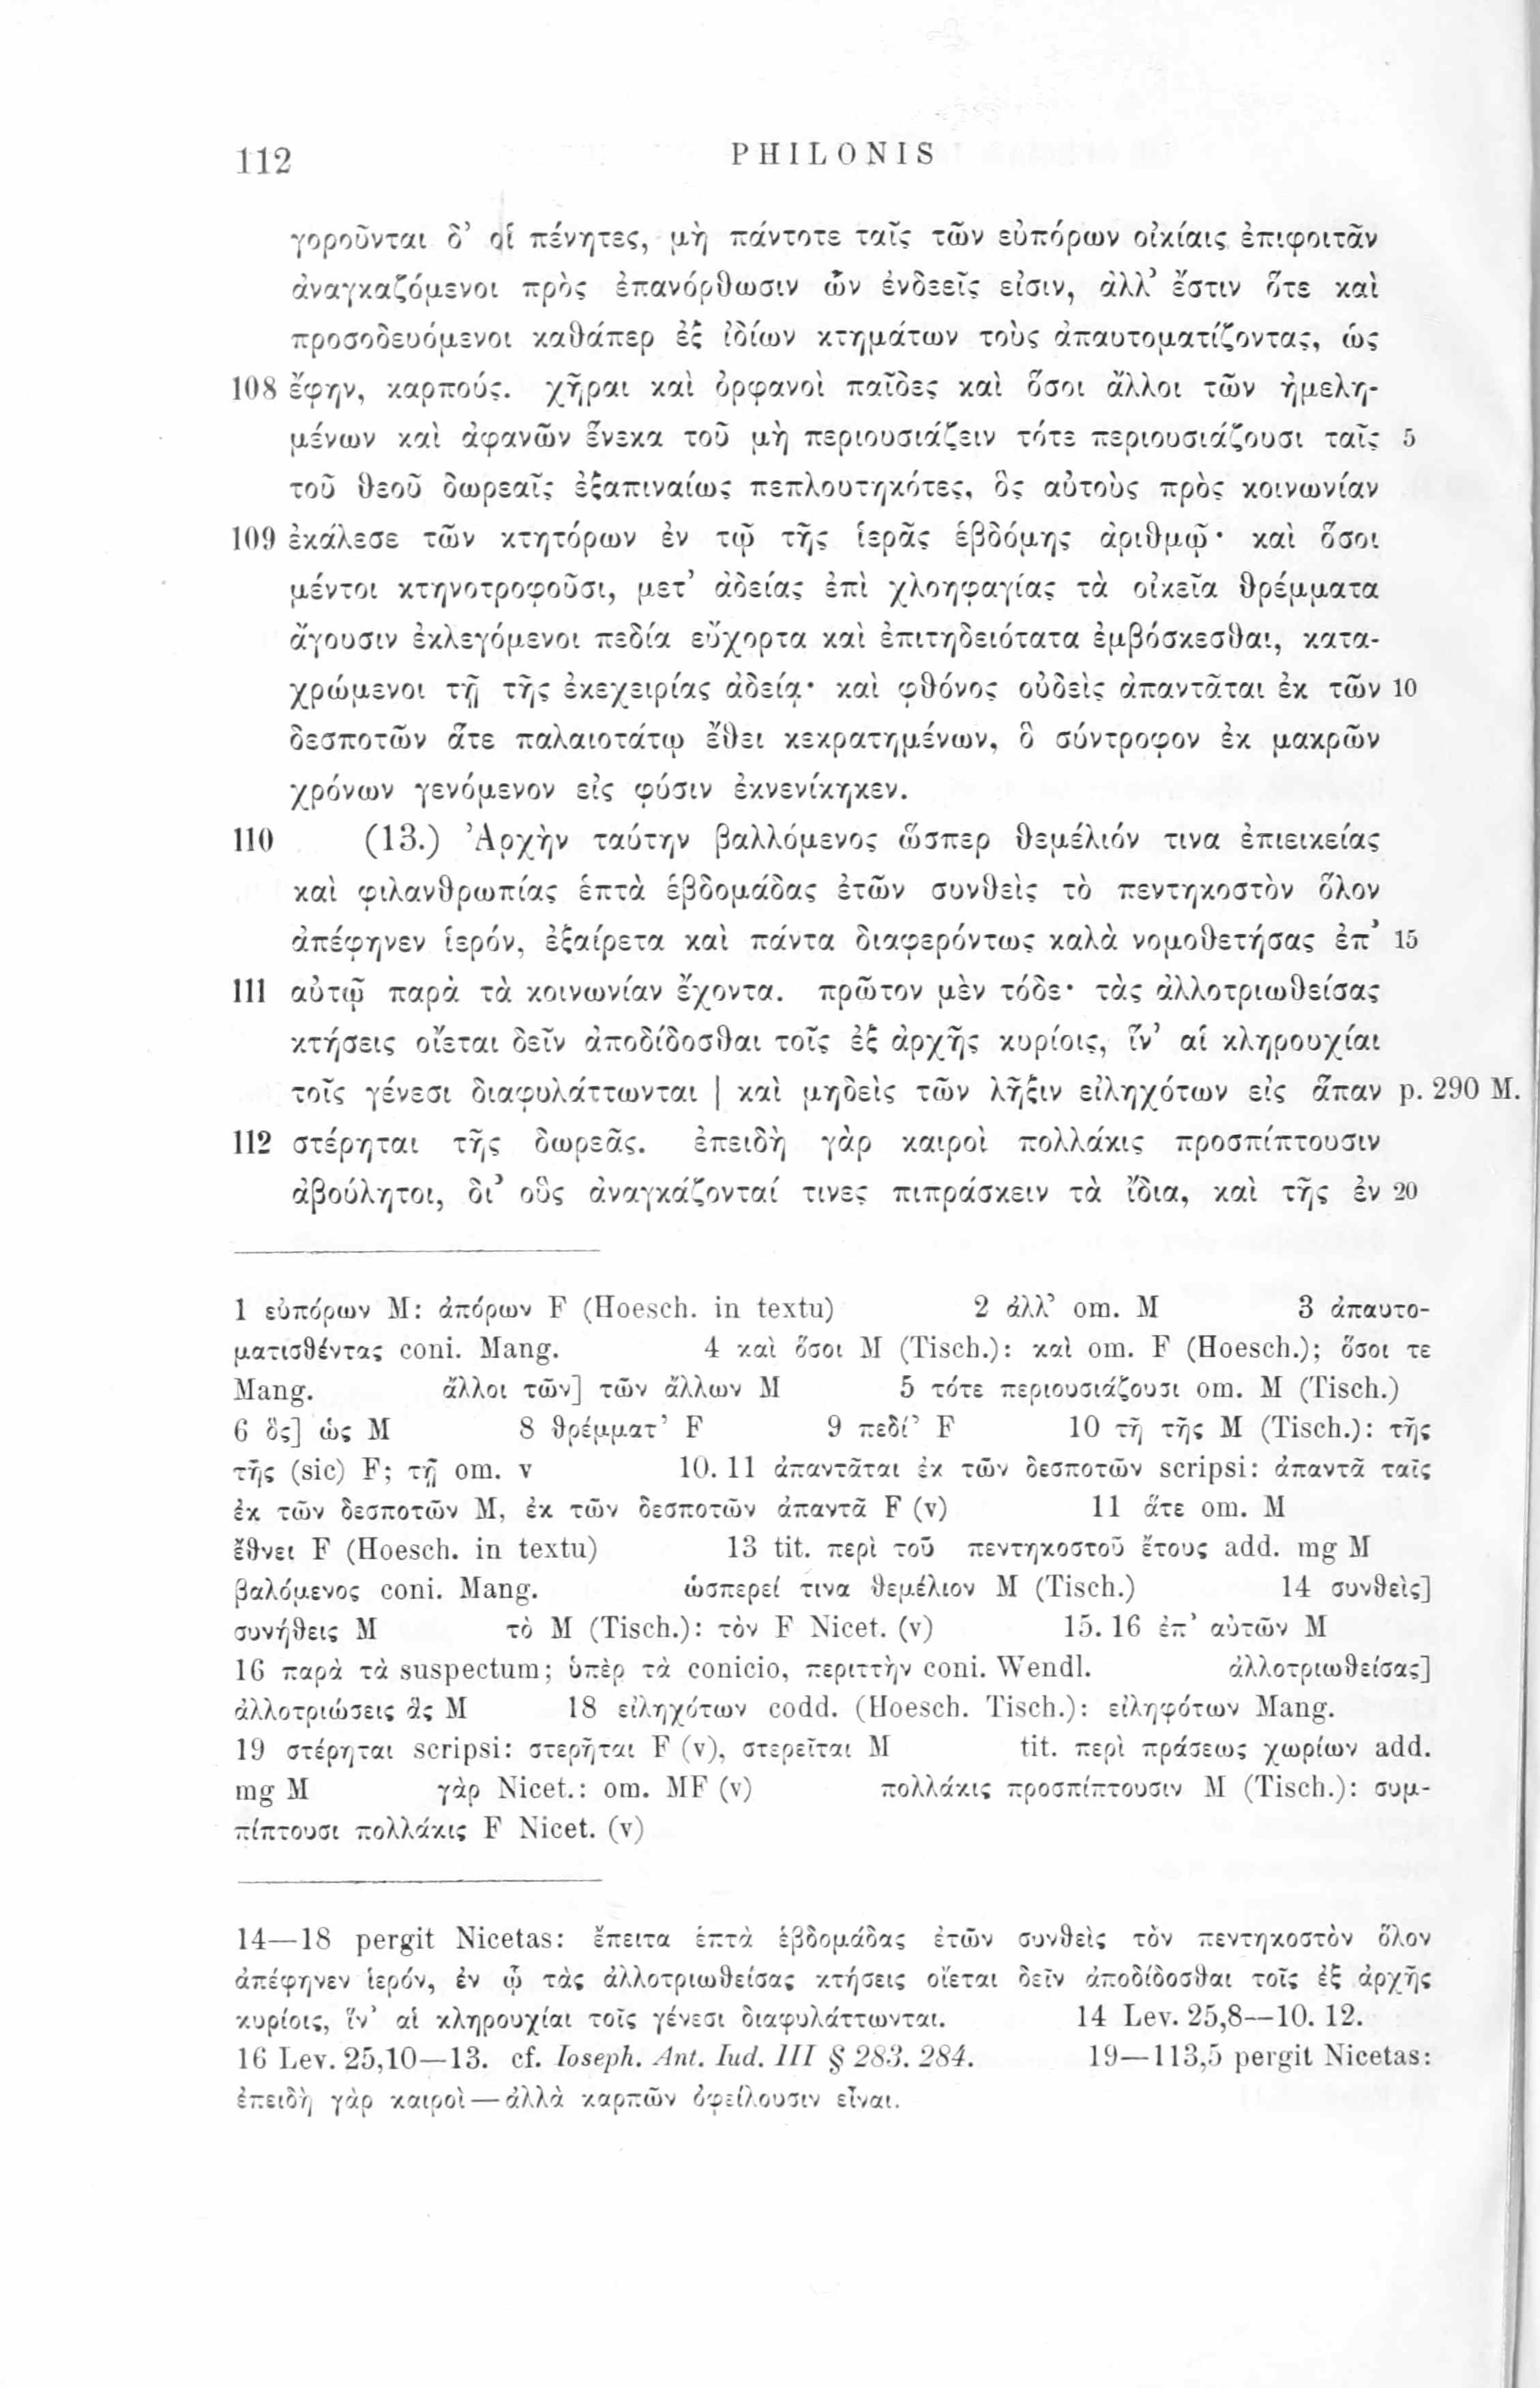 112 PHILONIS
γοροῦνται δ’ οἱ πένητες, μὴ πάντοτε ταῖς τῶν εὐπόρων οἰκίαις ἐπιφοιτᾶν
ἀναγκαζόμενοι πρὸς ἐπανόρθωσιν ὧν ἐνδεεῖς εἰσιν, ἀλλ’ ἔστιν ὅτε καὶ
προσοδευόμενοι καθάπερ ἐξ ἰδίων κτημάτων τοὺς ἀπαυτοματίζοντας, ὡς
108 ἔφην, καρπούς. χῆραι καὶ ὀρφανοὶ παῖδες καὶ ὅσοι ἄλλοι τῶν ἠμελη-
μένων καὶ ἀφανῶν ἕνεκα τοῦ μὴ περιουσιάζειν τότε περιουσιάζουσι ταῖς 5
τοῦ θεοῦ δωρεαῖς ἐξαπιναίως πεπλουτηκότες, ὃς αὐτοὺς πρὸς κοινωνίαν
109 ἐκάλεσε τῶν κτητόρων ἐν τῷ τῆς ἱερᾶς ἑβδόμης ἀριθμῷ· καὶ ὅσοι
μέντοι κτηνοτροφοῦσι, μετ’ ἀδείας ἐπὶ χλοηφαγίας τὰ οἰκεῖα θρέμματα
ἄγουσιν ἐκλεγόμενοι πεδία εὔχορτα καὶ ἐπιτηδειότατα ἐμβόσκεσθαι, κατα-
χρώμενοι τῇ τῆς ἐκεχειρίας ἀδείᾳ· καὶ φθόνος οὐδεὶς ἀπαντᾶται ἐκ τῶν 10
δεσποτῶν ἅτε παλαιοτάτῳ ἔθει κεκρατημένων, ὃ σύντροφον ἐκ μακρῶν
χρόνων γενόμενον εἰς φύσιν ἐκνενίκηκεν.
110 (13.) Ἀρχὴν ταύτην βαλλόμενος ὥσπερ θεμέλιόν τινα ἐπιεικείας
καὶ φιλανθρωπίας ἑπτὰ ἑβδομάδας ἐτῶν συνθεὶς τὸ πεντηκοστὸν ὅλον
ἀπέφηνεν ἱερόν, ἐξαίρετα καὶ πάντα διαφερόντως καλὰ νομοθετήσας ἐπ’ 15
111 αὐτῷ παρὰ τὰ κοινωνίαν ἔχοντα. πρῶτον μὲν τόδε· τὰς ἀλλοτριωθείσας
κτήσεις οἴεται δεῖν ἀποδίδοσθαι τοῖς ἐξ ἀρχῆς κυρίοις, ἵν’ αἱ κληρουχίαι
τοῖς γένεσι διαφυλάττωνται | καὶ μηδεὶς τῶν λῆξιν εἰληχότων εἰς ἅπαν p. 290 M.
112 στέρηται τῆς δωρεᾶς. ἐπειδὴ γὰρ καιροὶ πολλάκις προσπίπτουσιν
ἀβούλητοι, δι’ οὓς ἀναγκάζονταί τινες πιπράσκειν τὰ ἴδια, καὶ τῆς ἐν 20
1 εὐπόρων M: ἀπόρων F (Hoesch. in textu) 2 ἀλλ’ om. M 3 ἀπαυτο-
ματισθέντας coni. Mang. 4 καὶ ὅσοι M (Tisch.): καὶ om. F (Hoesch.); ὅσοι τε
Mang. ἄλλοι τῶν] τῶν ἄλλων M 5 τότε περιουσιάζουσι om. M (Tisch.)
6 ὃς] ὡς M 8 θρέμματ’ F 9 πεδί’ F 10 τῇ τῆς M (Tisch.): τῆς
τῆς (sic) F; τῇ om. v 10. 11 ἀπαντᾶται ἐκ τῶν δεσποτῶν scripsi: ἀπαντᾶ ταῖς
ἐκ τῶν δεσποτῶν M, ἐκ τῶν δεσποτῶν ἀπαντᾶ F (v) 11 ἅτε om. M
ἔθνει F (Hoesch. in textu) 13 tit. περὶ τοῦ πεντηκοστοῦ ἔτους add. mg M
βαλόμενος coni. Mang. ὡσπερεί τινα θεμέλιον M (Tisch.) 14 συνθεὶς]
συνήθεις M τὸ M (Tisch.): τὸν F Nicet. (v) 15. 16 ἐπ’ αὐτῶν M
16 παρὰ τὰ suspectum; ὑπὲρ τὰ conicio, περιττὴν coni. Wendl. ἀλλοτριωθείσας]
ἀλλοτριώσεις ἃς M 18 εἰληχότων codd. (Hoesch. Tisch.): εἰληφότων Mang.
19 στέρηται scripsi: στερῆται F (v), στερεῖται M tit. περὶ πράσεως χωρίων add.
mg M γὰρ Nicet.: om. MF (v) πολλάκις προσπίπτουσιν M (Tisch.): συμ-
πίπτουσι πολλάκις F Nicet. (v)
14—18 pergit Nicetas: ἔπειτα ἑπτὰ ἑβδομάδας ἐτῶν συνθεὶς τὸν πεντηκοστὸν ὅλον
ἀπέφηνεν ἱερόν, ἐν ᾧ τὰς ἀλλοτριωθείσας κτήσεις οἴεται δεῖν ἀποδίδοσθαι τοῖς ἐξ ἀρχῆς
κυρίοις, ἵν’ αἱ κληρουχίαι τοῖς γένεσι διαφυλάττωνται. 14 Lev. 25,8—10. 12.
16 Lev. 25,10—13. cf. Ioseph. Ant. Iud. III § 283. 284. 19—113,5 pergit Nicetas:
ἐπειδὴ γὰρ καιροὶ — ἀλλὰ καρπῶν ὀφείλουσιν εἶναι.